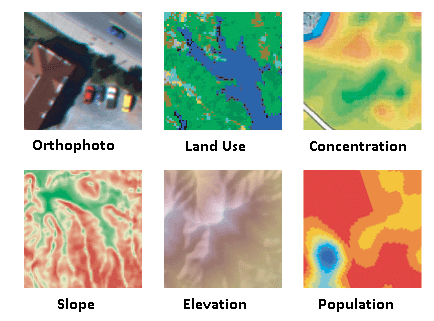 Orthophoto
Land Use
Concentration
Slope
Elevation
Population